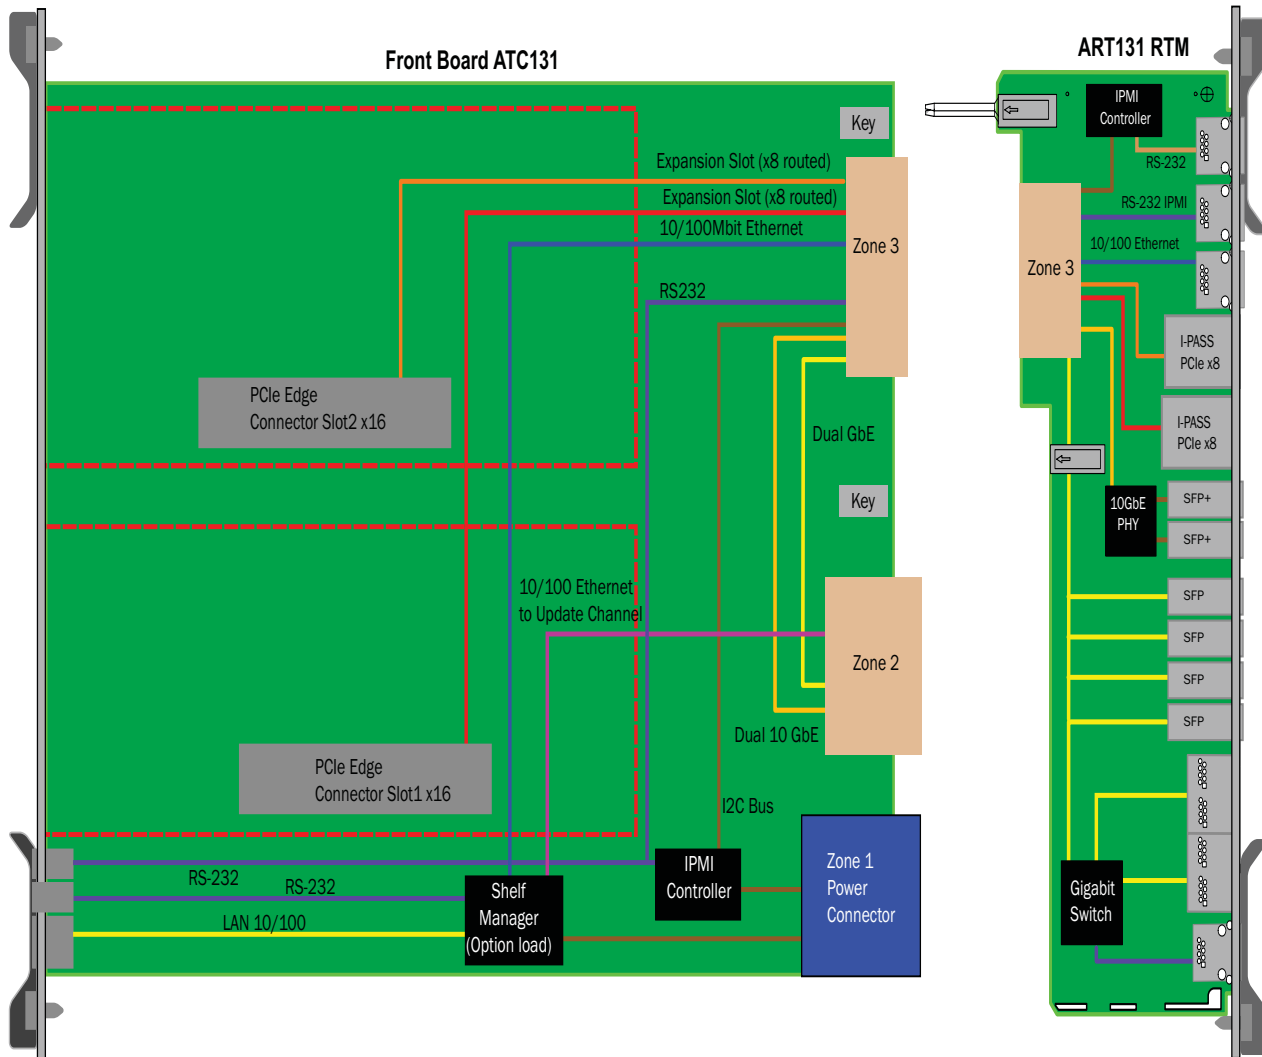 Front Board ATC131
Key
Expansion Slot (x8 routed)
Expansion Slot (x8 routed)
10/100Mbit Ethernet
Zone 3
RS232
PCIe Edge
Connector Slot2 x16
Dual GbE
Key
10/100 Ethernet
to Update Channel
Zone 2
Dual 10 GbE
PCIe Edge
Connector Slot1 x16
I2C Bus
RS-232
RS-232
LAN 10/100
Shelf
Manager
(Option load)
IPMI
Controller
Zone 1
Power
Connector
ART131 RTM
IPMI
Controller
RS-232
RS-232 IPMI
10/100 Ethernet
Zone 3
I-PASS
PCIe x8
I-PASS
PCIe x8
10GbE
PHY
SFP+
SFP+
SFP
SFP
SFP
SFP
Gigabit
Switch